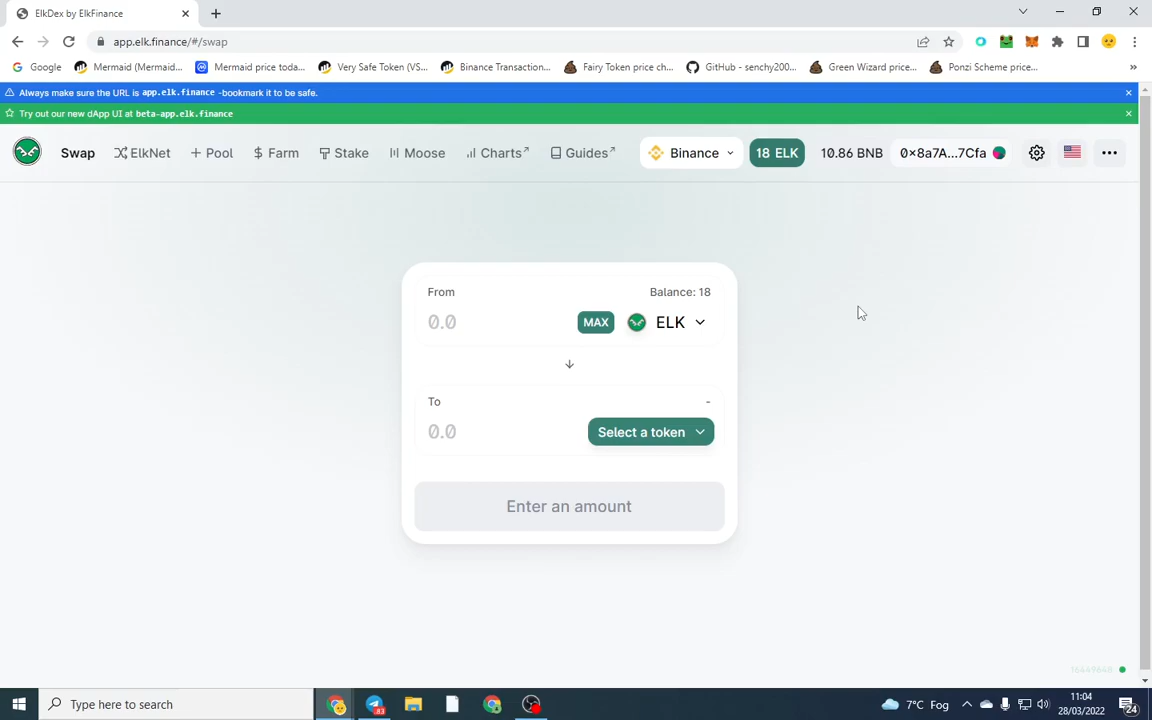 ElkDex by ElkFinance
app.elk.finance/#/swap
Google
Mermaid (Mermaid...
Mermaid price toda...
Very Safe Token (VS...
Binance Transaction...
Fairy Token price ch...
GitHub - senchy200...
Green Wizard price...
Ponzi Scheme price...
»
Always make sure the URL is app.elk.finance -bookmark it to be safe.
Try out our new dApp UI at beta-app.elk.finance
Swap
ElkNet
Pool
Farm
Stake
Moose
Charts↗
Guides↗
Binance
18 ELK
10.86 BNB
0×8a7A...7Cfa
From
Balance: 18
0.0
MAX
ELK
To
-
0.0
Select a token
Enter an amount
Type here to search
83
7°C Fog
11:04
28/03/2022
24